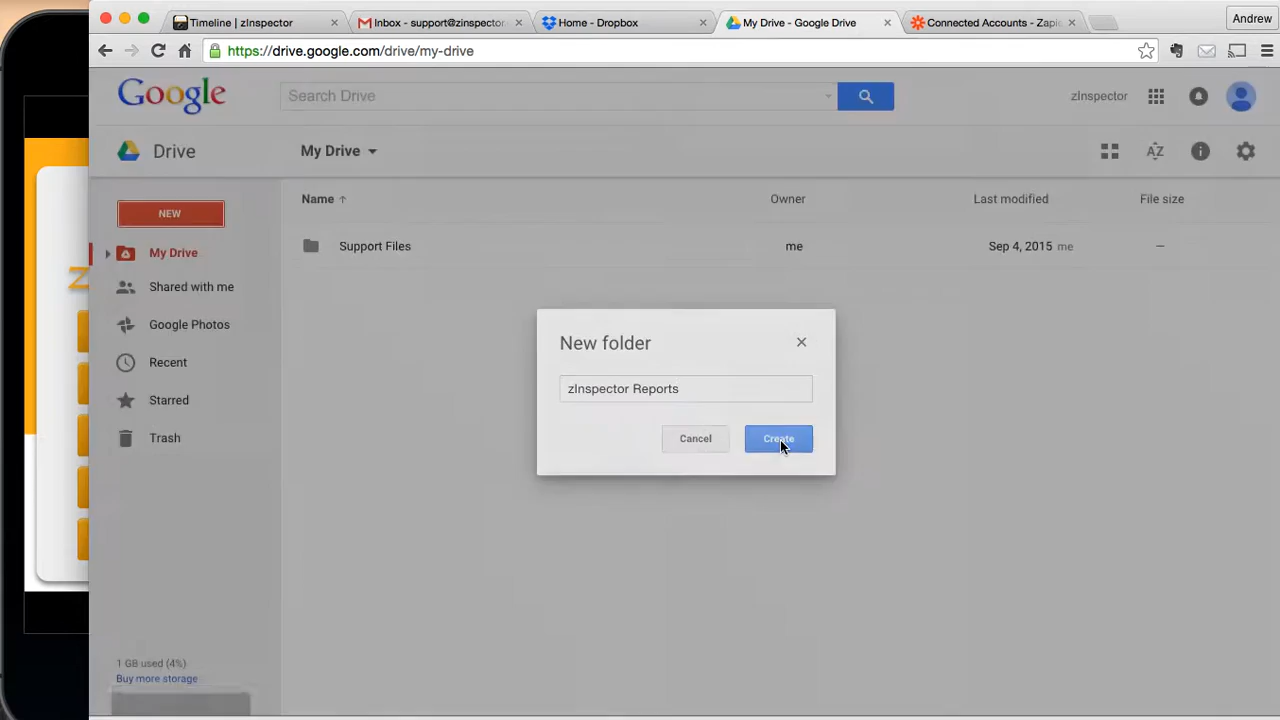 Timeline | zInspector
Inbox - support@zinspector
Home - Dropbox
My Drive - Google Drive
Connected Accounts - Zapi
Andrew
https://drive.google.com/drive/my-drive
Google
Search Drive
zInspector
Drive
My Drive
NEW
Name
Owner
Last modified
File size
My Drive
Support Files
me
Sep 4, 2015 me
–
Shared with me
Google Photos
Recent
Starred
Trash
New folder
zInspector Reports
Cancel
Create
z
1 GB used (4%)
Buy more storage